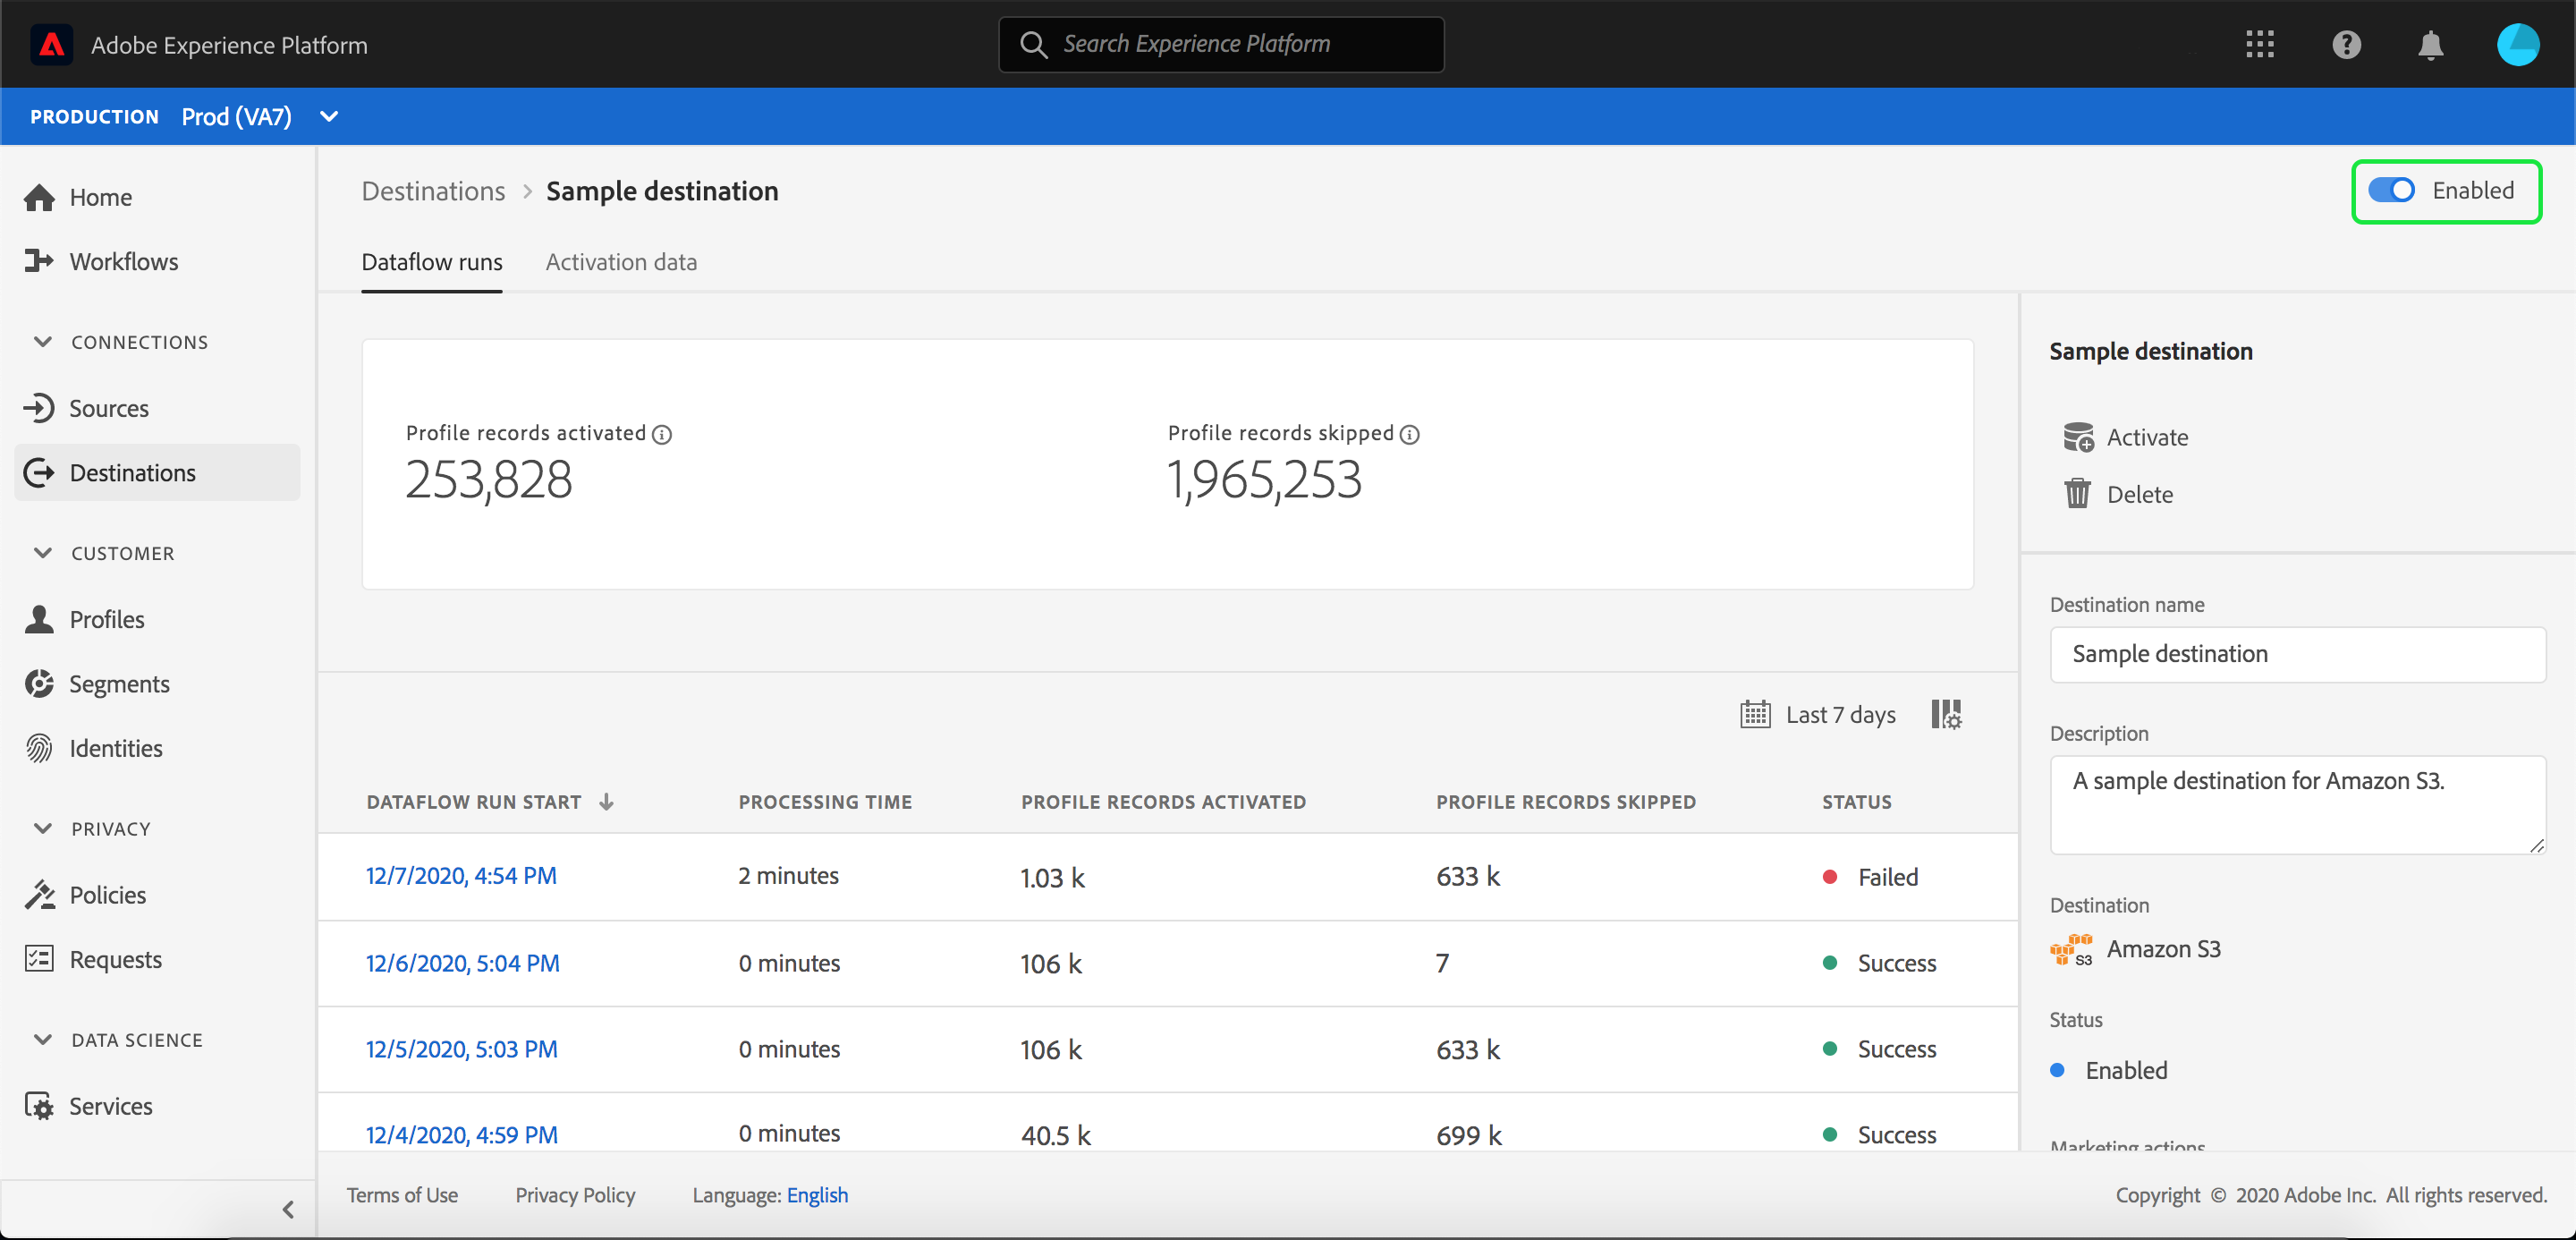 Adobe Experience Platform
Search Experience Platform
PRODUCTION Prod (VA7)
Home
Workflows
CONNECTIONS
Sources
Destinations
CUSTOMER
Profiles
Segments
Identities
PRIVACY
Policies
Requests
DATA SCIENCE
Services
Destinations > Sample destination
Enabled
Dataflow runs Activation data
Profile records activated
253,828
Profile records skipped
1,965,253
Last 7 days
DATAFLOW RUN START PROCESSING TIME PROFILE RECORDS ACTIVATED PROFILE RECORDS SKIPPED STATUS
12/7/2020, 4:54 PM 2 minutes 1.03 k 633 k Failed
12/6/2020, 5:04 PM 0 minutes 106 k 7 Success
12/5/2020, 5:03 PM 0 minutes 106 k 633 k Success
12/4/2020, 4:59 PM 0 minutes 40.5 k 699 k Success
Sample destination
Activate
Delete
Destination name
Sample destination
Description
A sample destination for Amazon S3.
Destination
S3 Amazon S3
Status
Enabled
Marketing actions
Terms of Use Privacy Policy Language: English
Copyright © 2020 Adobe Inc. All rights reserved.